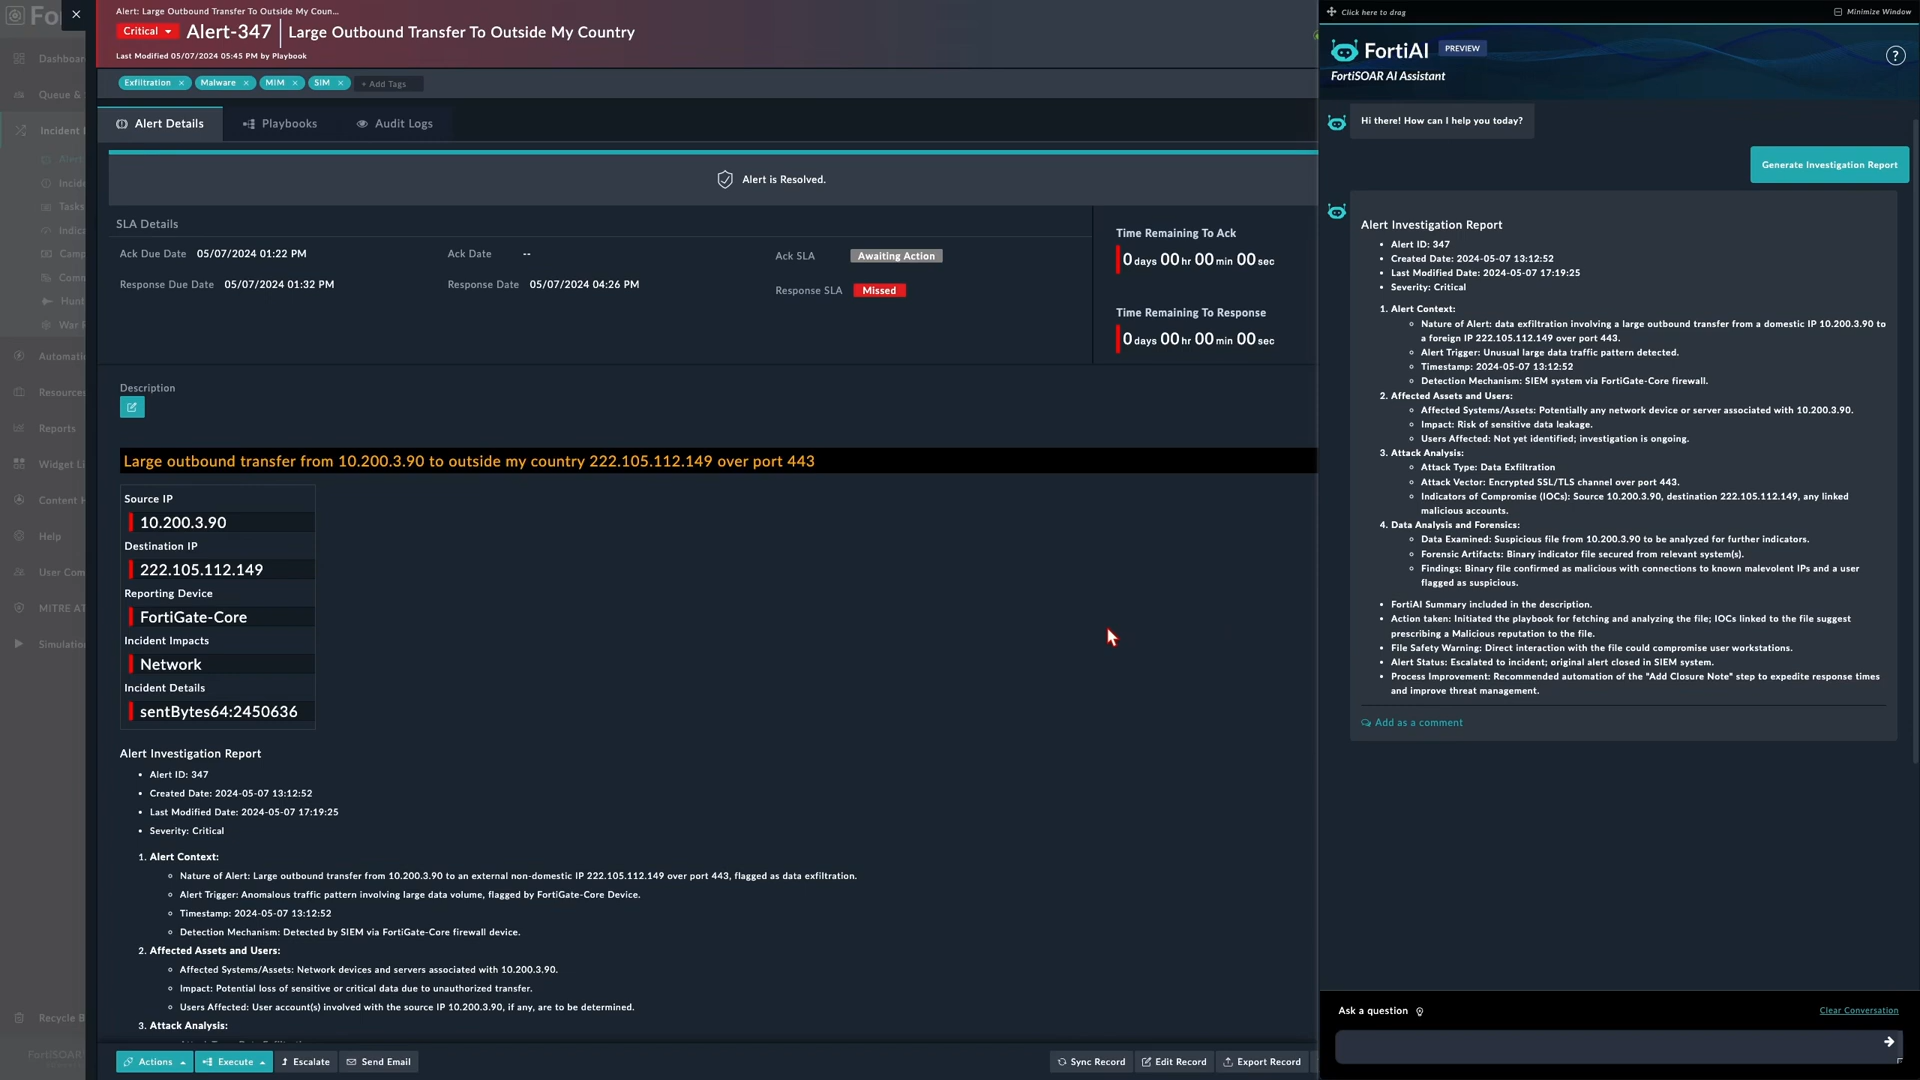 Fo
Dashboa
Queue &
Incident
Alert
Incide
Tasks
Indica
Camp
Comm
Hunt
War R
Automatio
Resources
Reports
Widget Li
Content H
Help
User Com
MITRE AT
Simulatio
Recycle B
FortiSOAR
Alert: Large Outbound Transfer To Outside My Coun...
Critical Alert-347 Large Outbound Transfer To Outside My Country
Last Modified 05/07/2024 05:45 PM by Playbook
Exfiltration × Malware × MIM × SIM × + Add Tags
Alert Details Playbooks Audit Logs
Alert is Resolved.
SLA Details
Ack Due Date 05/07/2024 01:22 PM Ack Date -- Ack SLA Awaiting Action
Response Due Date 05/07/2024 01:32 PM Response Date 05/07/2024 04:26 PM Response SLA Missed
Time Remaining To Ack
0 days 00 hr 00 min 00 sec
Time Remaining To Response
0 days 00 hr 00 min 00 sec
Description
Large outbound transfer from 10.200.3.90 to outside my country 222.105.112.149 over port 443
Source IP
10.200.3.90
Destination IP
222.105.112.149
Reporting Device
FortiGate-Core
Incident Impacts
Network
Incident Details
sentBytes64:2450636
Alert Investigation Report
• Alert ID: 347
• Created Date: 2024-05-07 13:12:52
• Last Modified Date: 2024-05-07 17:19:25
• Severity: Critical
1. Alert Context:
Nature of Alert: Large outbound transfer from 10.200.3.90 to an external non-domestic IP 222.105.112.149 over port 443, flagged as data exfiltration.
Alert Trigger: Anomalous traffic pattern involving large data volume, flagged by FortiGate-Core Device.
Timestamp: 2024-05-07 13:12:52
Detection Mechanism: Detected by SIEM via FortiGate-Core firewall device.
2. Affected Assets and Users:
Affected Systems/Assets: Network devices and servers associated with 10.200.3.90.
Impact: Potential loss of sensitive or critical data due to unauthorized transfer.
Users Affected: User account(s) involved with the source IP 10.200.3.90, if any, are to be determined.
3. Attack Analysis:
Actions Execute Escalate Send Email Sync Record Edit Record Export Record
Click here to drag Minimize Window
FortiAI PREVIEW ?
FortiSOAR AI Assistant
Hi there! How can I help you today?
Generate Investigation Report
Alert Investigation Report
• Alert ID: 347
• Created Date: 2024-05-07 13:12:52
• Last Modified Date: 2024-05-07 17:19:25
• Severity: Critical
1. Alert Context:
Nature of Alert: data exfiltration involving a large outbound transfer from a domestic IP 10.200.3.90 to
a foreign IP 222.105.112.149 over port 443.
Alert Trigger: Unusual large data traffic pattern detected.
Timestamp: 2024-05-07 13:12:52
Detection Mechanism: SIEM system via FortiGate-Core firewall.
2. Affected Assets and Users:
Affected Systems/Assets: Potentially any network device or server associated with 10.200.3.90.
Impact: Risk of sensitive data leakage.
Users Affected: Not yet identified; investigation is ongoing.
3. Attack Analysis:
Attack Type: Data Exfiltration
Attack Vector: Encrypted SSL/TLS channel over port 443.
Indicators of Compromise (IOCs): Source 10.200.3.90, destination 222.105.112.149, any linked
malicious accounts.
4. Data Analysis and Forensics:
Data Examined: Suspicious file from 10.200.3.90 to be analyzed for further indicators.
Forensic Artifacts: Binary indicator file secured from relevant system(s).
Findings: Binary file confirmed as malicious with connections to known malevolent IPs and a user
flagged as suspicious.
• FortiAI Summary included in the description.
• Action taken: Initiated the playbook for fetching and analyzing the file; IOCs linked to the file suggest
prescribing a Malicious reputation to the file.
• File Safety Warning: Direct interaction with the file could compromise user workstations.
• Alert Status: Escalated to incident; original alert closed in SIEM system.
• Process Improvement: Recommended automation of the "Add Closure Note" step to expedite response times
and improve threat management.
Add as a comment
Ask a question Clear Conversation